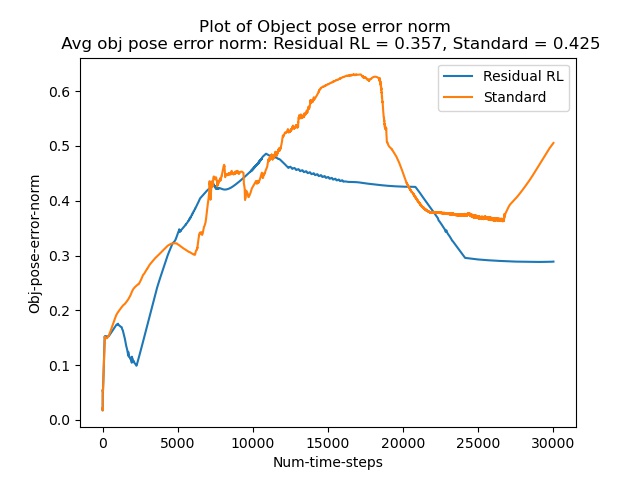 Plot of Object pose error norm
Avg obj pose error norm: Residual RL = 0.357, Standard = 0.425
Residual RL
Standard
Obj-pose-error-norm
0.6
0.5
0.4
0.3
0.2
0.1
0.0
0 5000 10000 15000 20000 25000 30000
Num-time-steps